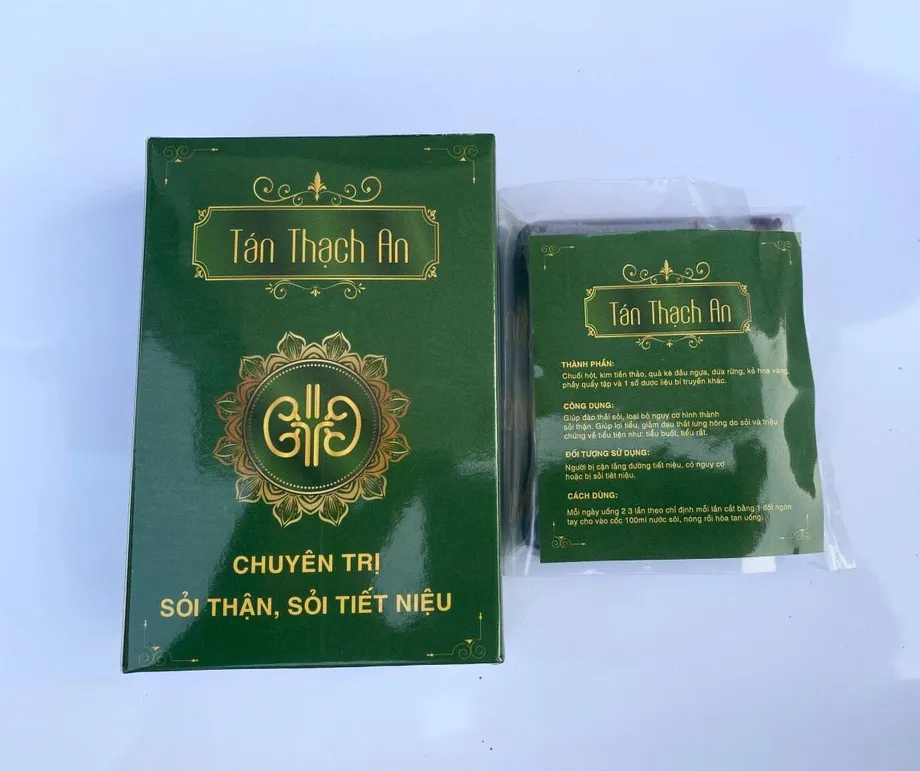 Tán Thạch An
CHUYÊN TRỊ
SỎI THẬN, SỎI TIẾT NIỆU
Tán Thạch An
THÀNH PHẦN:
Chuối hột, kim tiền thảo, quả ké đầu ngựa, dứa rừng, kê hoa vàng,
phảy quẩy tập và 1 số dược liệu bí truyền khác.
CÔNG DỤNG:
Giúp đào thải sỏi, loại bỏ nguy cơ hình thành
sỏi thận. Giúp lợi tiểu, giảm đau thắt lưng hông do sỏi và triệu
chứng về tiểu tiện như: tiểu buốt, tiểu rắt.
ĐỐI TƯỢNG SỬ DỤNG:
Người bị cặn lắng đường tiết niệu, có nguy cơ
hoặc bị sỏi tiết niệu.
CÁCH DÙNG:
Mỗi ngày uống 2 3 lần theo chỉ định mỗi lần cắt bằng 1 đốt ngón
tay cho vào cốc 100ml nước sôi, nóng rồi hòa tan uống.